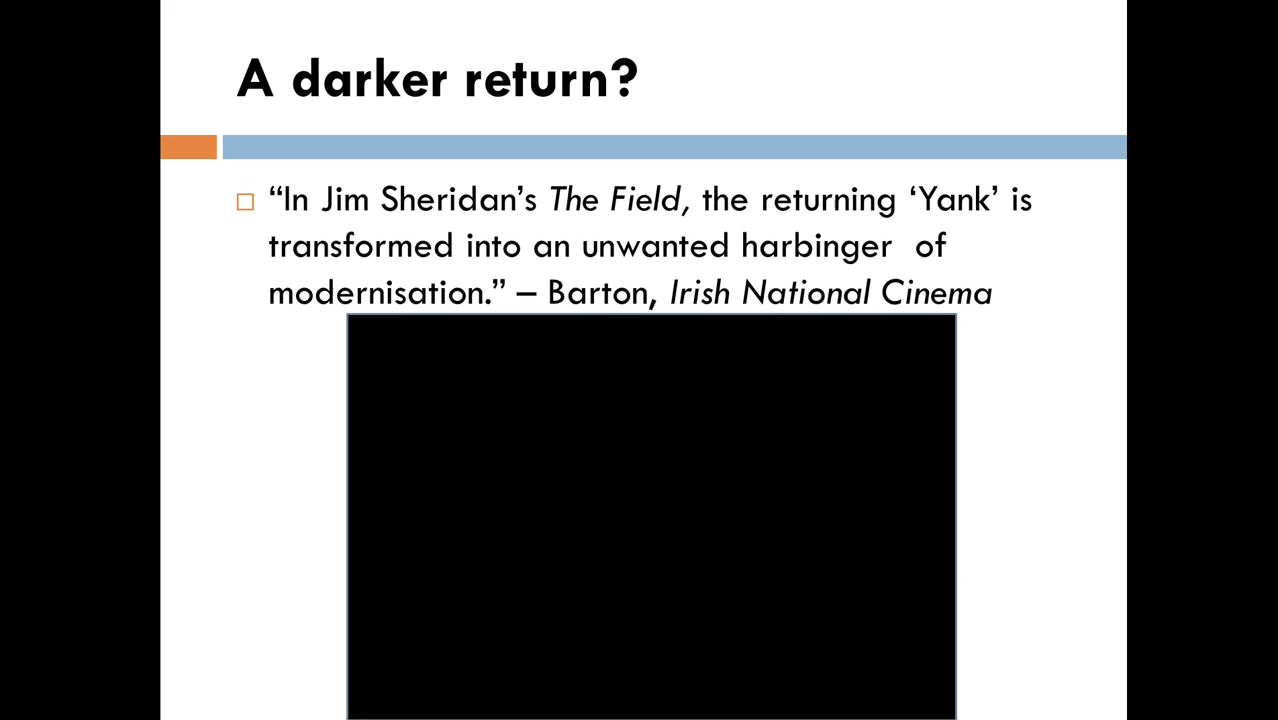 A darker return?
“In Jim Sheridan’s The Field, the returning ‘Yank’ is
transformed into an unwanted harbinger  of
modernisation.” – Barton, Irish National Cinema